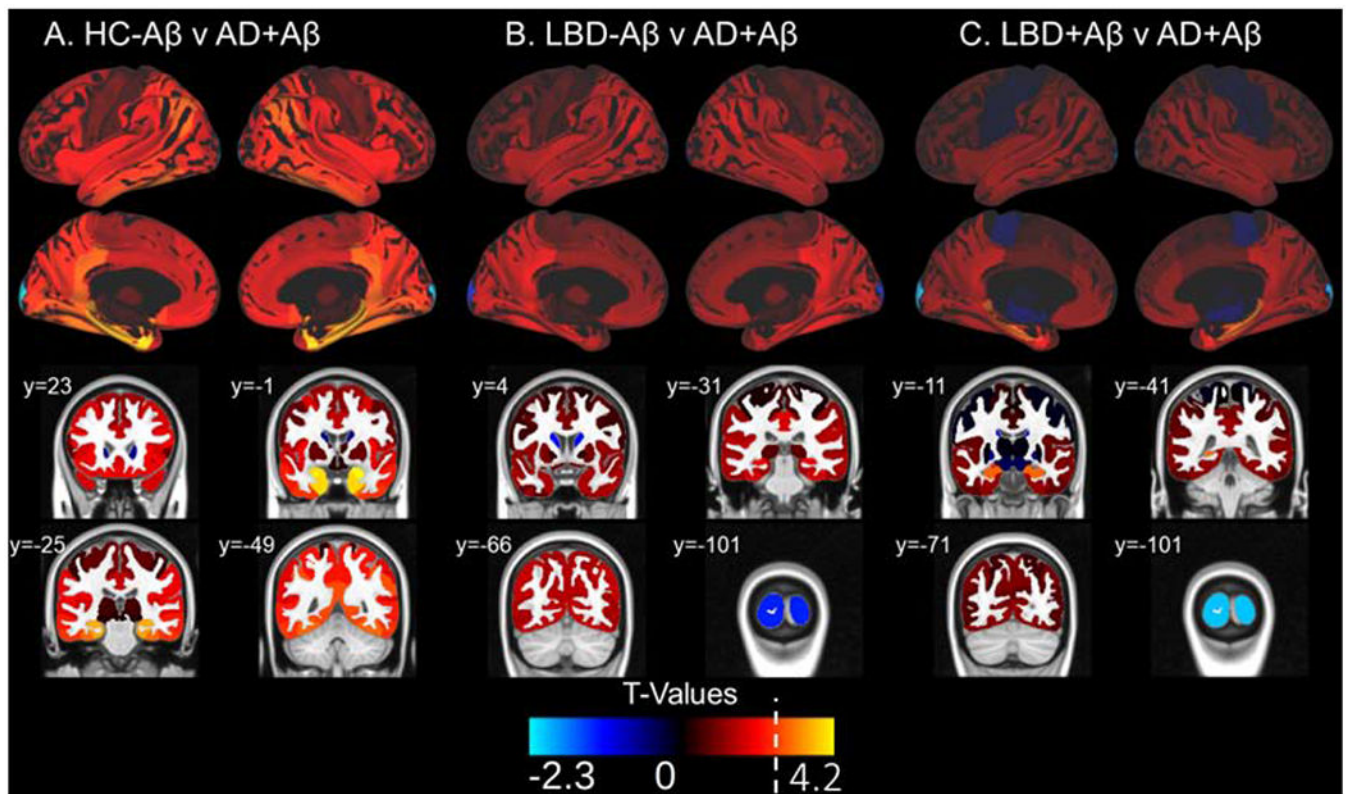 A. HC-Aβ v AD+Aβ
B. LBD-Aβ v AD+Aβ
C. LBD+Aβ v AD+Aβ
y=23
y=-1
y=4
y=-31
y=-11
y=-41
y=-25
y=-49
y=-66
y=-101
y=-71
y=-101
T-Values
-2.3
0
4.2